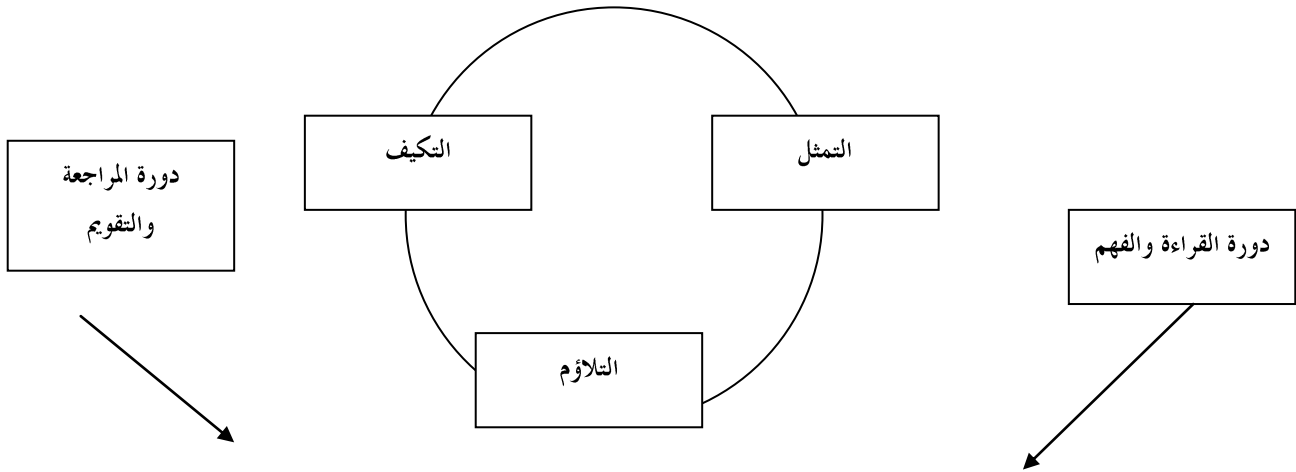 التمثل
التكيف
دورة المراجعة
والتقويم
دورة القراءة والفهم
التلاؤم